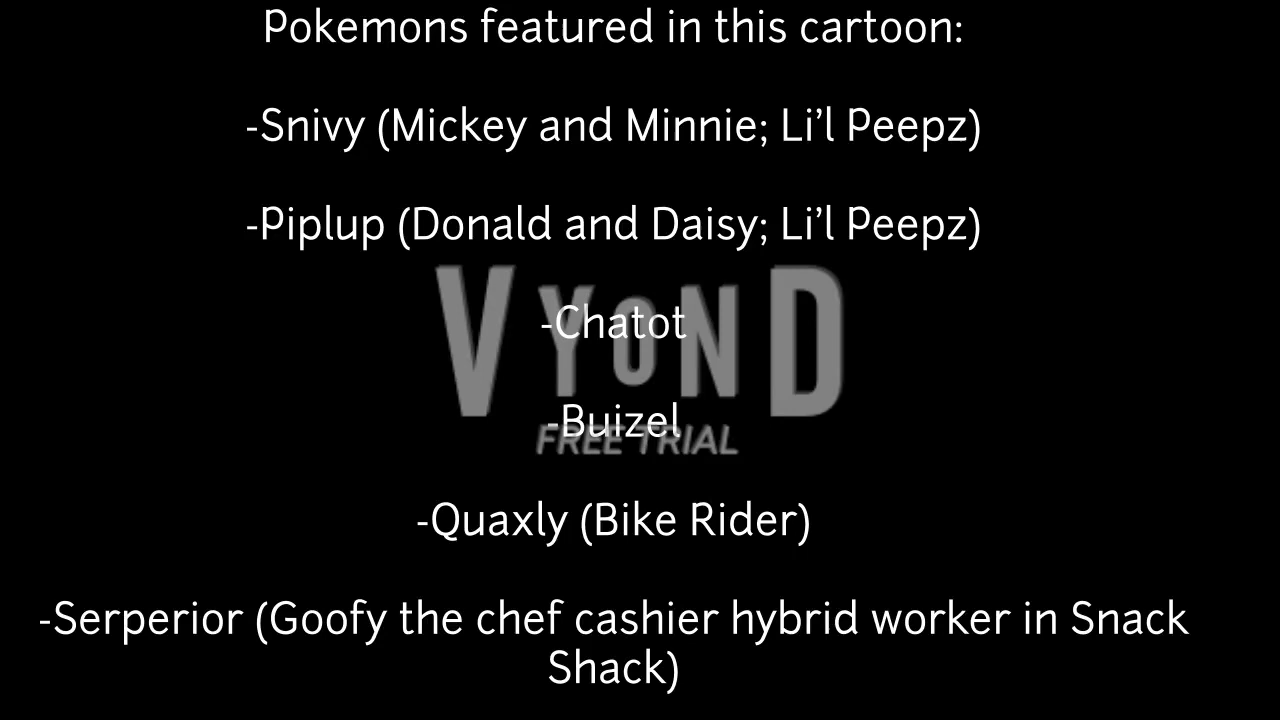 Pokemons featured in this cartoon:
-Snivy (Mickey and Minnie; Li’l Peepz)
-Piplup (Donald and Daisy; Li’l Peepz)
VYOND
-Chatot
-Buizel
FREE TRIAL
-Quaxly (Bike Rider)
-Serperior (Goofy the chef cashier hybrid worker in Snack
Shack)